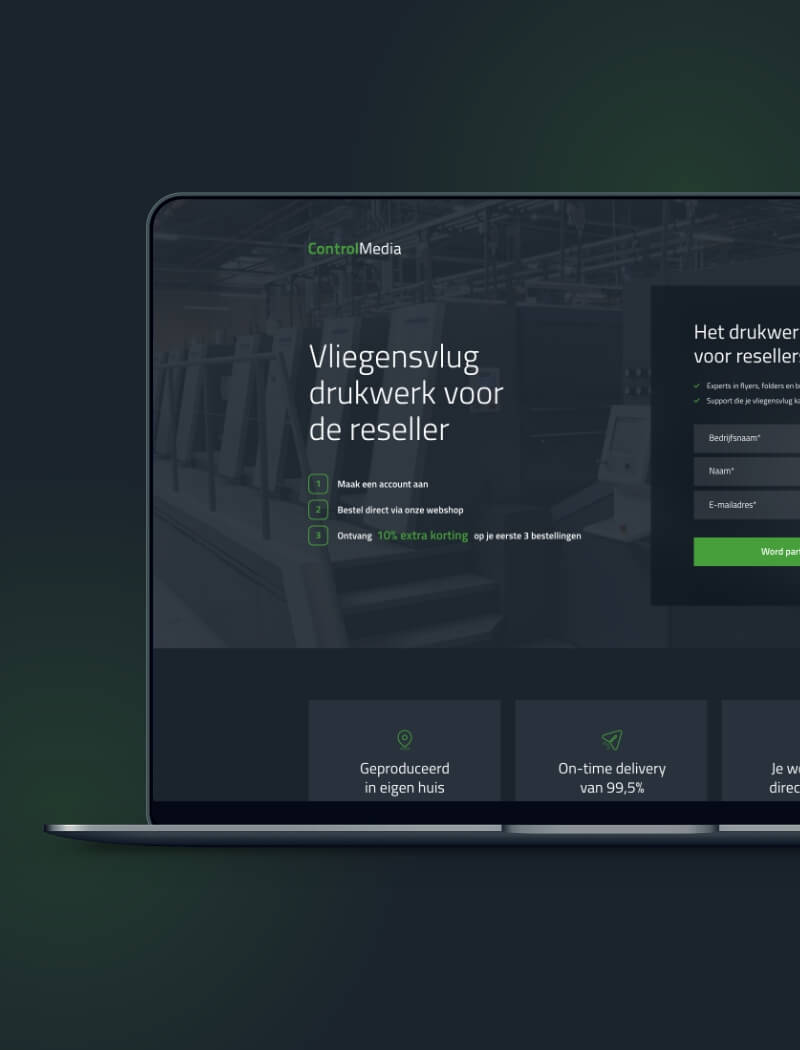 ControlMedia
Vliegensvlug
drukwerk voor
de reseller
1 Maak een account aan
2 Bestel direct via onze webshop
3 Ontvang 10% extra korting op je eerste 3 bestellingen
Het drukwer
voor resellers
Experts in flyers, folders en b
Support die je vliegensvlug ka
Bedrijfsnaam*
Naam*
E-mailadres*
Word part
Geproduceerd
in eigen huis
On-time delivery
van 99,5%
Je w
direc